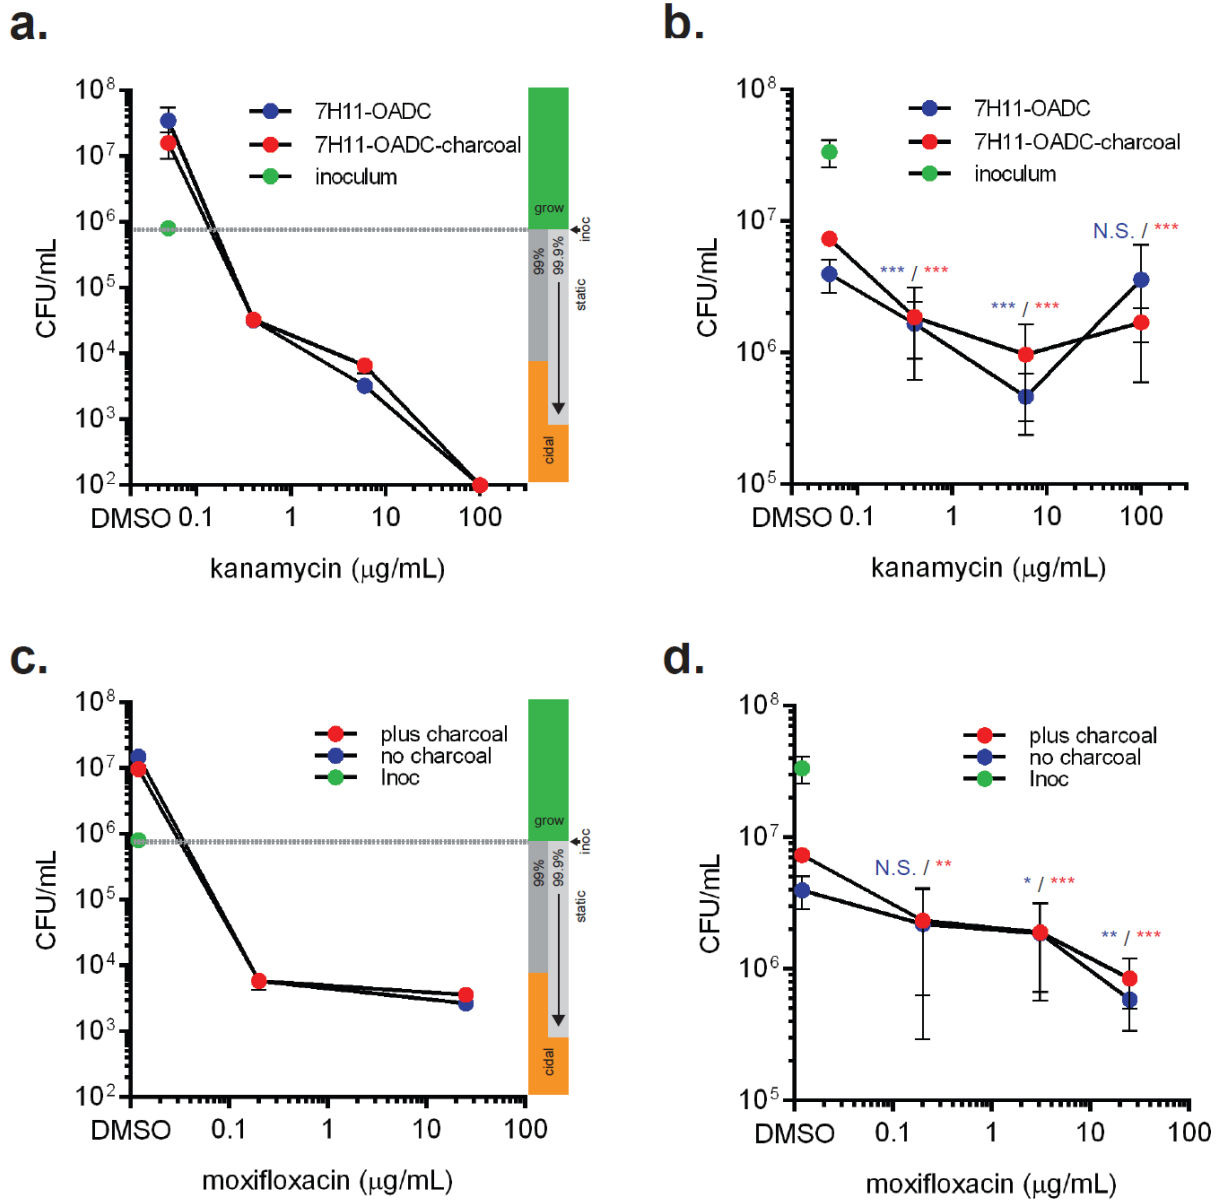 a.
10⁸
10⁷
10⁶
10⁵
10⁴
10³
10²
CFU/mL
7H11-OADC
7H11-OADC-charcoal
inoculum
grow
inoc
99%
99.9%
static
cidal
DMSO 0.1 1 10 100
kanamycin (μg/mL)
b.
10⁸
10⁷
10⁶
10⁵
CFU/mL
7H11-OADC
7H11-OADC-charcoal
inoculum
N.S. / ***
*** / ***
*** / ***
DMSO 0.1 1 10 100
kanamycin (μg/mL)
c.
10⁸
10⁷
10⁶
10⁵
10⁴
10³
10²
CFU/mL
plus charcoal
no charcoal
Inoc
grow
inoc
99%
99.9%
static
cidal
DMSO 0.1 1 10 100
moxifloxacin (μg/mL)
d.
10⁸
10⁷
10⁶
10⁵
CFU/mL
plus charcoal
no charcoal
Inoc
N.S. / **
* / ***
** / ***
DMSO 0.1 1 10 100
moxifloxacin (μg/mL)